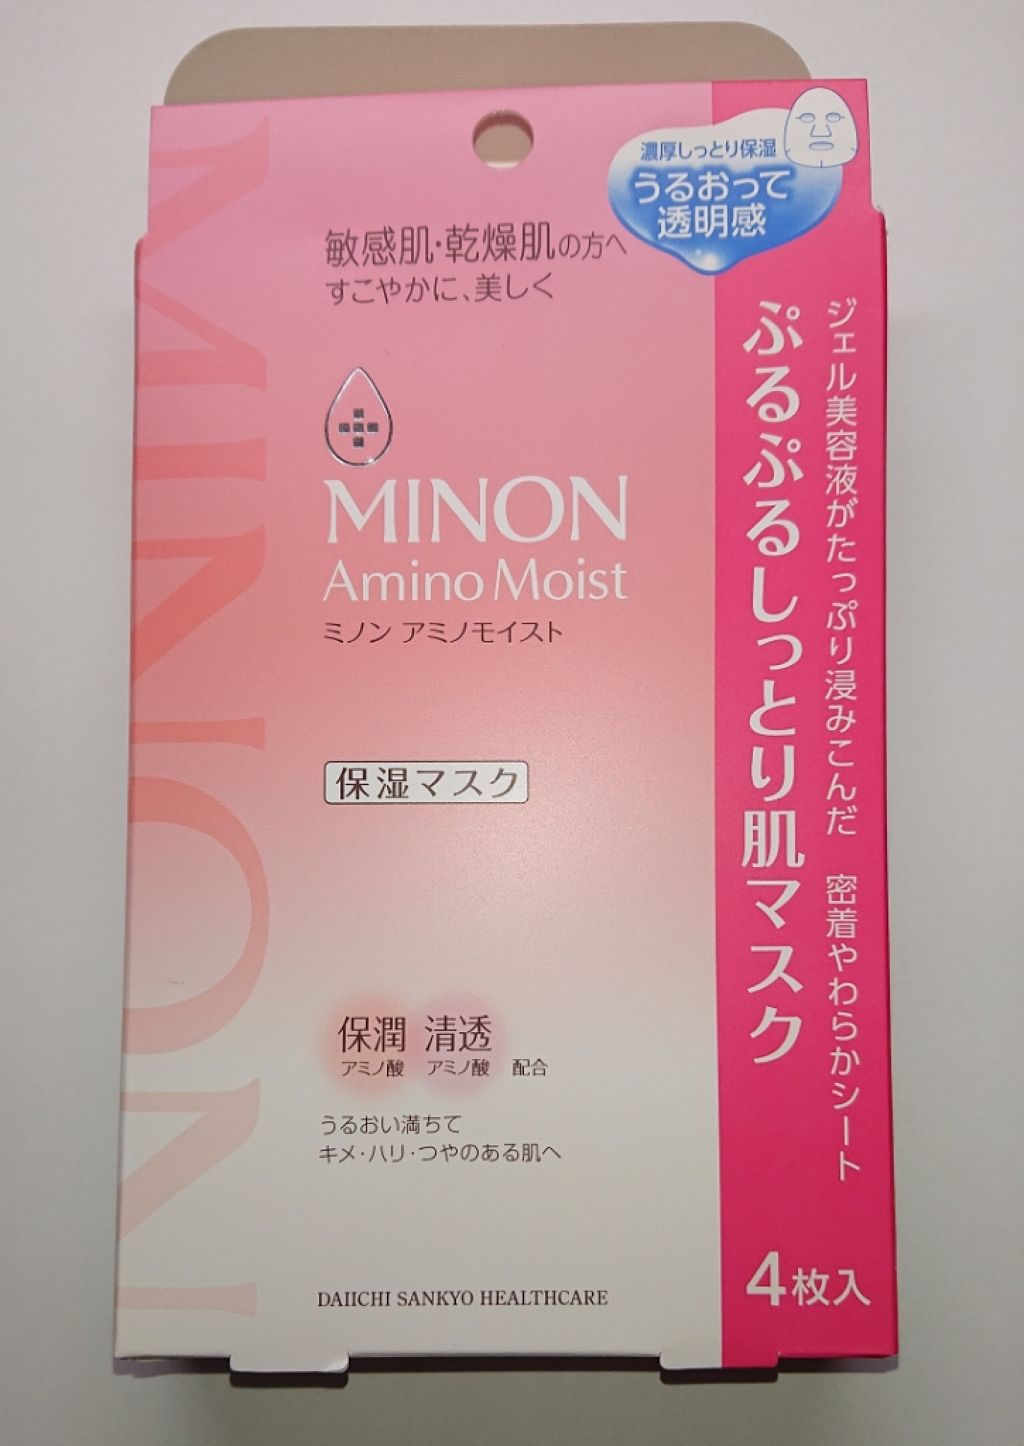 濃厚しっとり保湿
うるおって
透明感
敏感肌・乾燥肌の方へ
すこやかに、美しく
MINON
Amino Moist
ミノン アミノモイスト
保湿マスク
保潤 清透
アミノ酸 アミノ酸 配合
うるおい満ちて
キメ・ハリ・つやのある肌へ
DAIICHI SANKYO HEALTHCARE
ジェル美容液がたっぷり浸みこんだ 密着やわらかシート
ぷるぷるしっとり肌マスク
4枚入
MINON